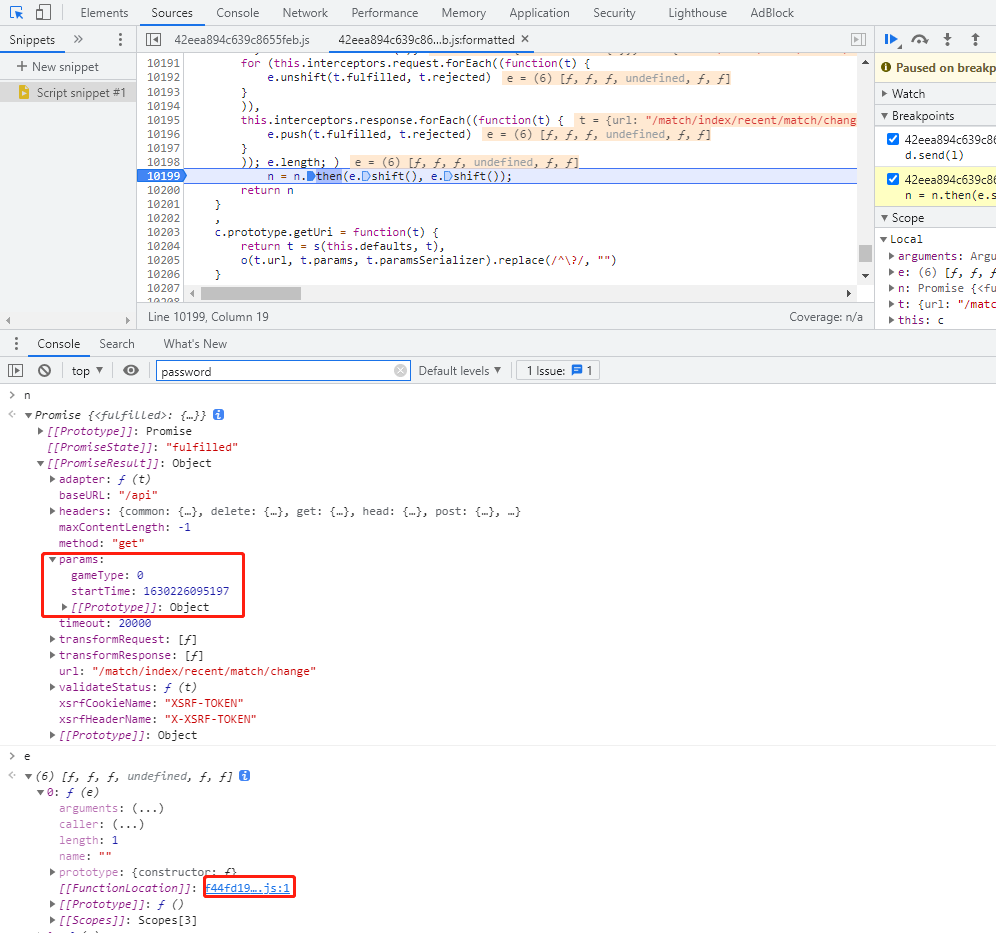 Elements Sources Console Network Performance Memory Application Security Lighthouse AdBlock
Snippets »
42eea894c639c8655feb.js 42eea894c639c86…b.js:formatted ×
+ New snippet
Script snippet #1
10191 for (this.interceptors.request.forEach((function(t) {
10192 e.unshift(t.fulfilled, t.rejected) e = (6) [ƒ, ƒ, ƒ, undefined, ƒ, ƒ]
10193 }
10194 )),
10195 this.interceptors.response.forEach((function(t) { t = {url: "/match/index/recent/match/chang
10196 e.push(t.fulfilled, t.rejected) e = (6) [ƒ, ƒ, ƒ, undefined, ƒ, ƒ]
10197 }
10198 )); e.length; ) e = (6) [ƒ, ƒ, ƒ, undefined, ƒ, ƒ]
10199 n = n.then(e.shift(), e.shift());
10200 return n
10201 }
10202 ,
10203 c.prototype.getUri = function(t) {
10204 return t = s(this.defaults, t),
10205 o(t.url, t.params, t.paramsSerializer).replace(/^\?/, "")
10206 }
10207
Line 10199, Column 19 Coverage: n/a
Paused on breakp
Watch
Breakpoints
42eea894c639c86
d.send(l)
42eea894c639c86
n = n.then(e.s
Scope
Local
arguments: Argu
e: (6) [ƒ, ƒ,
n: Promise {<fu
t: {url: "/matc
this: c
Console Search What's New
top ▼ password Default levels ▼ 1 Issue: 1
> n
Promise {<fulfilled>: {…}}
[[Prototype]]: Promise
[[PromiseState]]: "fulfilled"
[[PromiseResult]]: Object
adapter: ƒ (t)
baseURL: "/api"
headers: {common: {…}, delete: {…}, get: {…}, head: {…}, post: {…}, …}
maxContentLength: -1
method: "get"
params:
gameType: 0
startTime: 1630226095197
[[Prototype]]: Object
timeout: 20000
transformRequest: [ƒ]
transformResponse: [ƒ]
url: "/match/index/recent/match/change"
validateStatus: ƒ (t)
xsrfCookieName: "XSRF-TOKEN"
xsrfHeaderName: "X-XSRF-TOKEN"
[[Prototype]]: Object
> e
(6) [ƒ, ƒ, ƒ, undefined, ƒ, ƒ]
0: ƒ (e)
arguments: (...)
caller: (...)
length: 1
name: ""
prototype: {constructor: ƒ}
[[FunctionLocation]]: f44fd19….js:1
[[Prototype]]: ƒ ()
[[Scopes]]: Scopes[3]